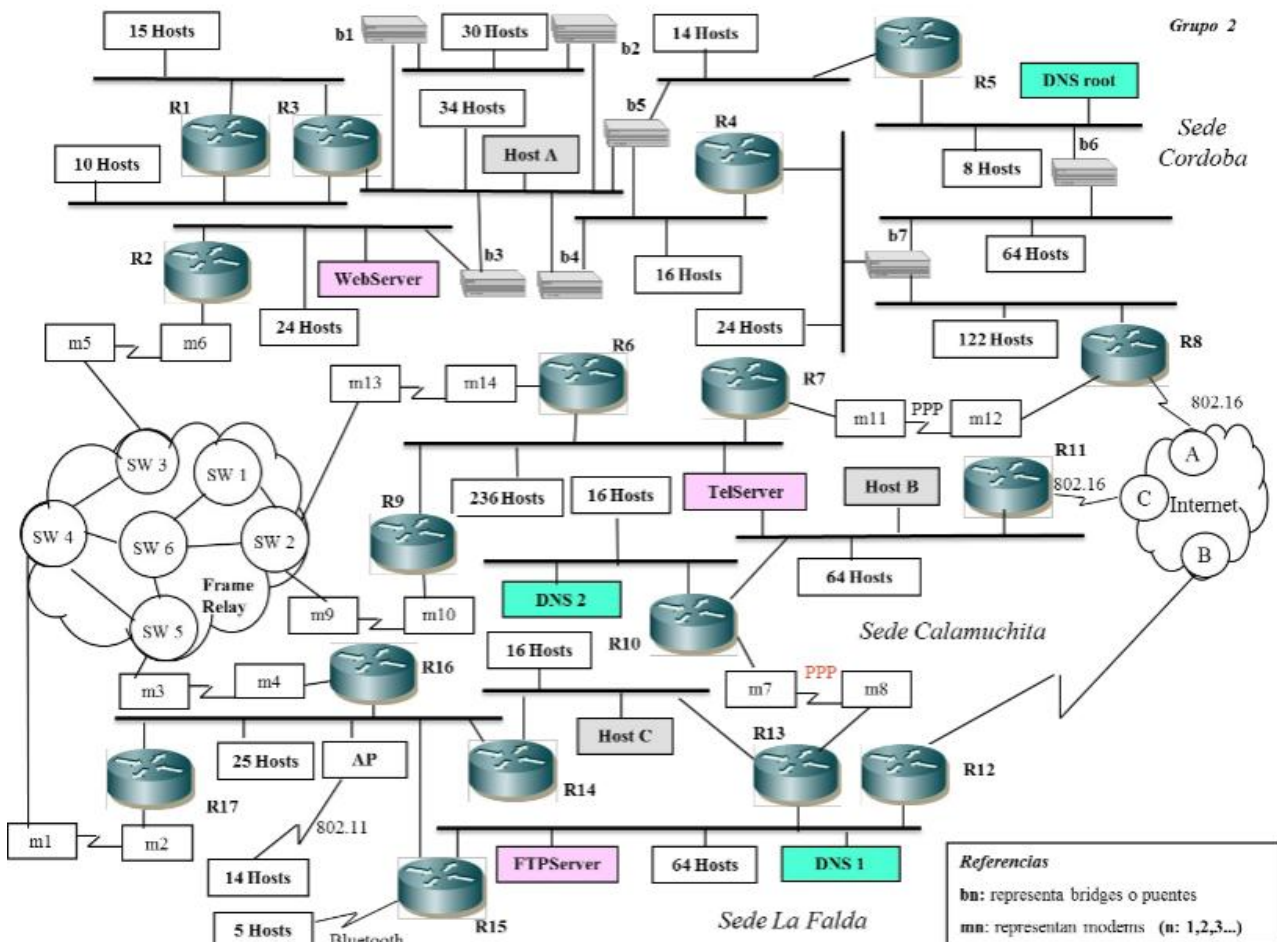 15 Hosts
b1
30 Hosts
b2
14 Hosts
Grupo 2
R5
DNS root
R1
R3
34 Hosts
b5
R4
Sede
Cordoba
10 Hosts
Host A
b6
8 Hosts
R2
b3
b4
b7
WebServer
16 Hosts
64 Hosts
24 Hosts
24 Hosts
122 Hosts
m5
m6
R6
R8
m13
m14
R7
m11
PPP
m12
802.16
SW 3
SW 1
R11
A
236 Hosts
16 Hosts
TelServer
Host B
802.16
C
Internet
R9
SW 4
SW 6
SW 2
B
64 Hosts
Frame
Relay
DNS 2
m9
m10
SW 5
R10
Sede Calamuchita
16 Hosts
R16
m3
m4
m7
PPP
m8
Host C
R13
25 Hosts
AP
R12
R17
R14
m1
m2
802.11
FTPServer
64 Hosts
DNS 1
14 Hosts
R15
Sede La Falda
5 Hosts
Bluetooth
Referencias
bn: representa bridges o puentes
mn: representan modems (n: 1,2,3...)